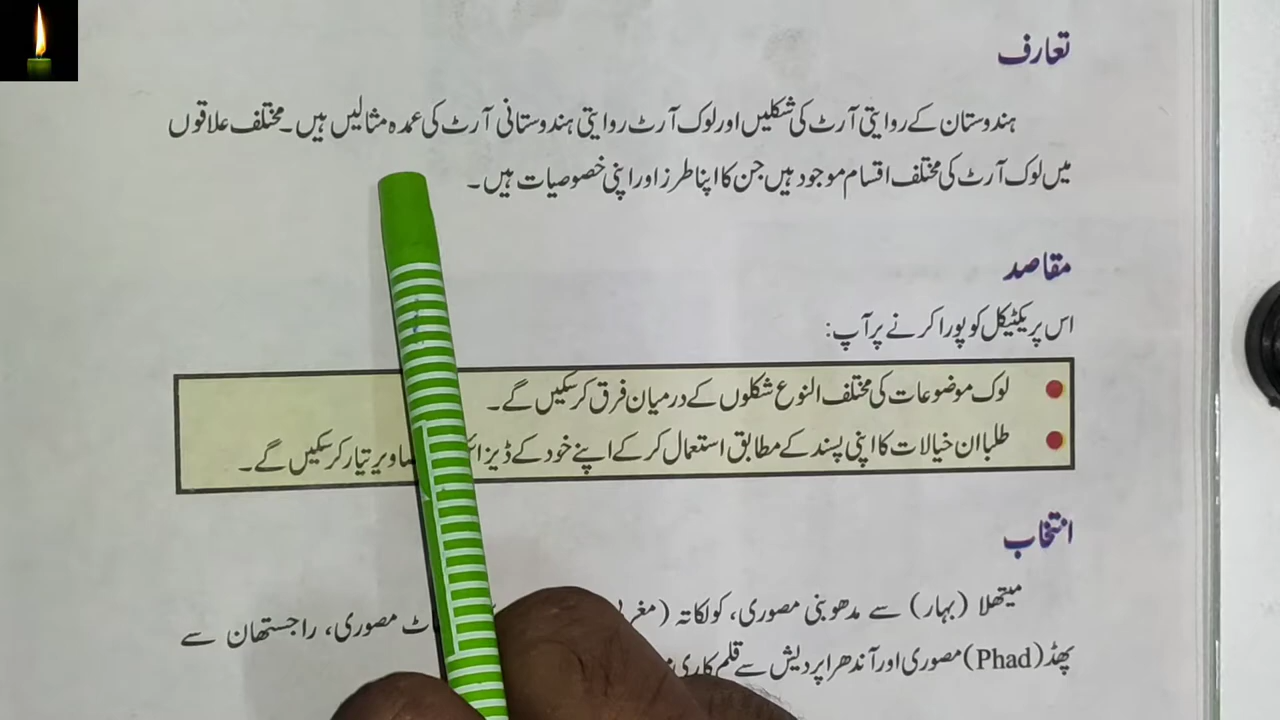 تعارف
ہندوستان کے روایتی آرٹ کی شکلیں اور لوک آرٹ روایتی ہندوستانی آرٹ کی عمدہ مثالیں ہیں۔ مختلف علاقوں
میں لوک آرٹ کی مختلف اقسام موجود ہیں جن کا اپنا طرز اور اپنی خصوصیات ہیں۔
مقاصد
اس پریکٹیکل کو پورا کرنے پر آپ:
لوک موضوعات کی مختلف النوع شکلوں کے درمیان فرق کر سکیں گے۔
طلبا ان خیالات کا اپنی پسند کے مطابق استعمال کر کے اپنے خود کے تیار کر سکیں گے۔
انتخاب
میتھلا (بہار) سے مدھوبنی مصوری، کولکاتہ مصوری، راجستھان سے
پھڈ (Phad) مصوری اور آندھرا پردیش سے قلم کاری